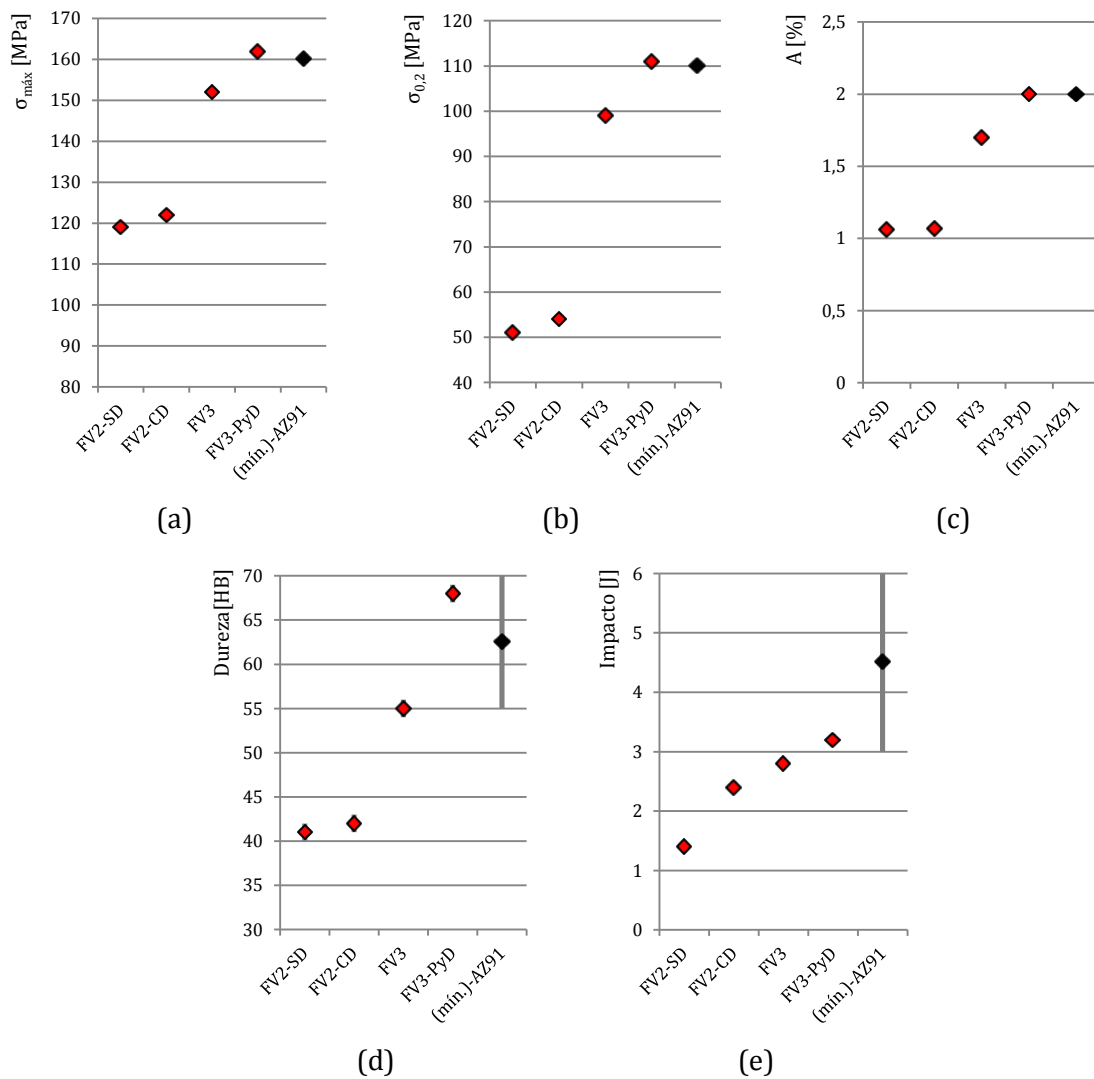 σmáx [MPa]
170
160
150
140
130
120
110
100
90
80
FV2-SD
FV2-CD
FV3
FV3-PyD
(mín.)-AZ91
(a)
σ0,2 [MPa]
120
110
100
90
80
70
60
50
40
FV2-SD
FV2-CD
FV3
FV3-PyD
(mín.)-AZ91
(b)
A [%]
2,5
2
1,5
1
0,5
0
FV2-SD
FV2-CD
FV3
FV3-PyD
(mín.)-AZ91
(c)
Dureza[HB]
70
65
60
55
50
45
40
35
30
FV2-SD
FV2-CD
FV3
FV3-PyD
(mín.)-AZ91
(d)
Impacto [J]
6
5
4
3
2
1
0
FV2-SD
FV2-CD
FV3
FV3-PyD
(mín.)-AZ91
(e)